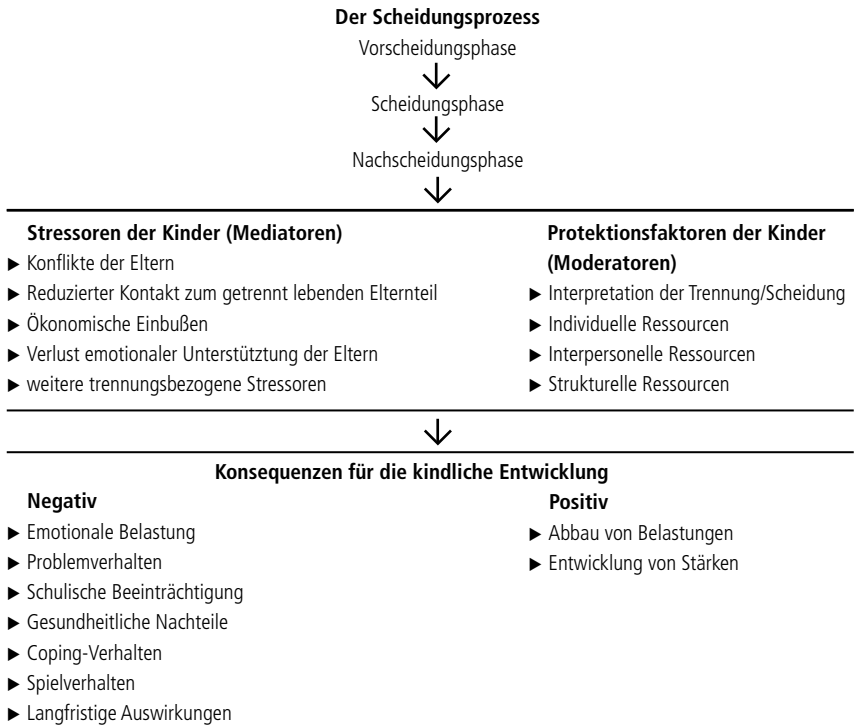 Der Scheidungsprozess
Vorscheidungsphase
Scheidungsphase
Nachscheidungsphase
Stressoren der Kinder (Mediatoren)
▶ Konflikte der Eltern
▶ Reduzierter Kontakt zum getrennt lebenden Elternteil
▶ Ökonomische Einbußen
▶ Verlust emotionaler Unterstütztung der Eltern
▶ weitere trennungsbezogene Stressoren
Protektionsfaktoren der Kinder
(Moderatoren)
▶ Interpretation der Trennung/Scheidung
▶ Individuelle Ressourcen
▶ Interpersonelle Ressourcen
▶ Strukturelle Ressourcen
Konsequenzen für die kindliche Entwicklung
Negativ
▶ Emotionale Belastung
▶ Problemverhalten
▶ Schulische Beeinträchtigung
▶ Gesundheitliche Nachteile
▶ Coping-Verhalten
▶ Spielverhalten
▶ Langfristige Auswirkungen
Positiv
▶ Abbau von Belastungen
▶ Entwicklung von Stärken